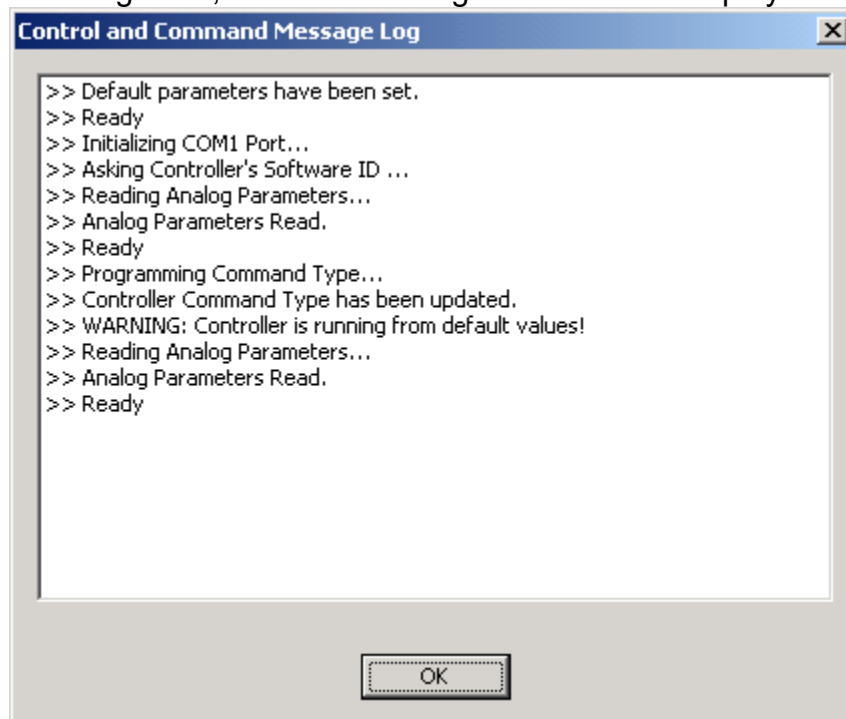 Control and Command Message Log
>> Default parameters have been set.
>> Ready
>> Initializing COM1 Port...
>> Asking Controller's Software ID ...
>> Reading Analog Parameters...
>> Analog Parameters Read.
>> Ready
>> Programming Command Type...
>> Controller Command Type has been updated.
>> WARNING: Controller is running from default values!
>> Reading Analog Parameters...
>> Analog Parameters Read.
>> Ready
OK